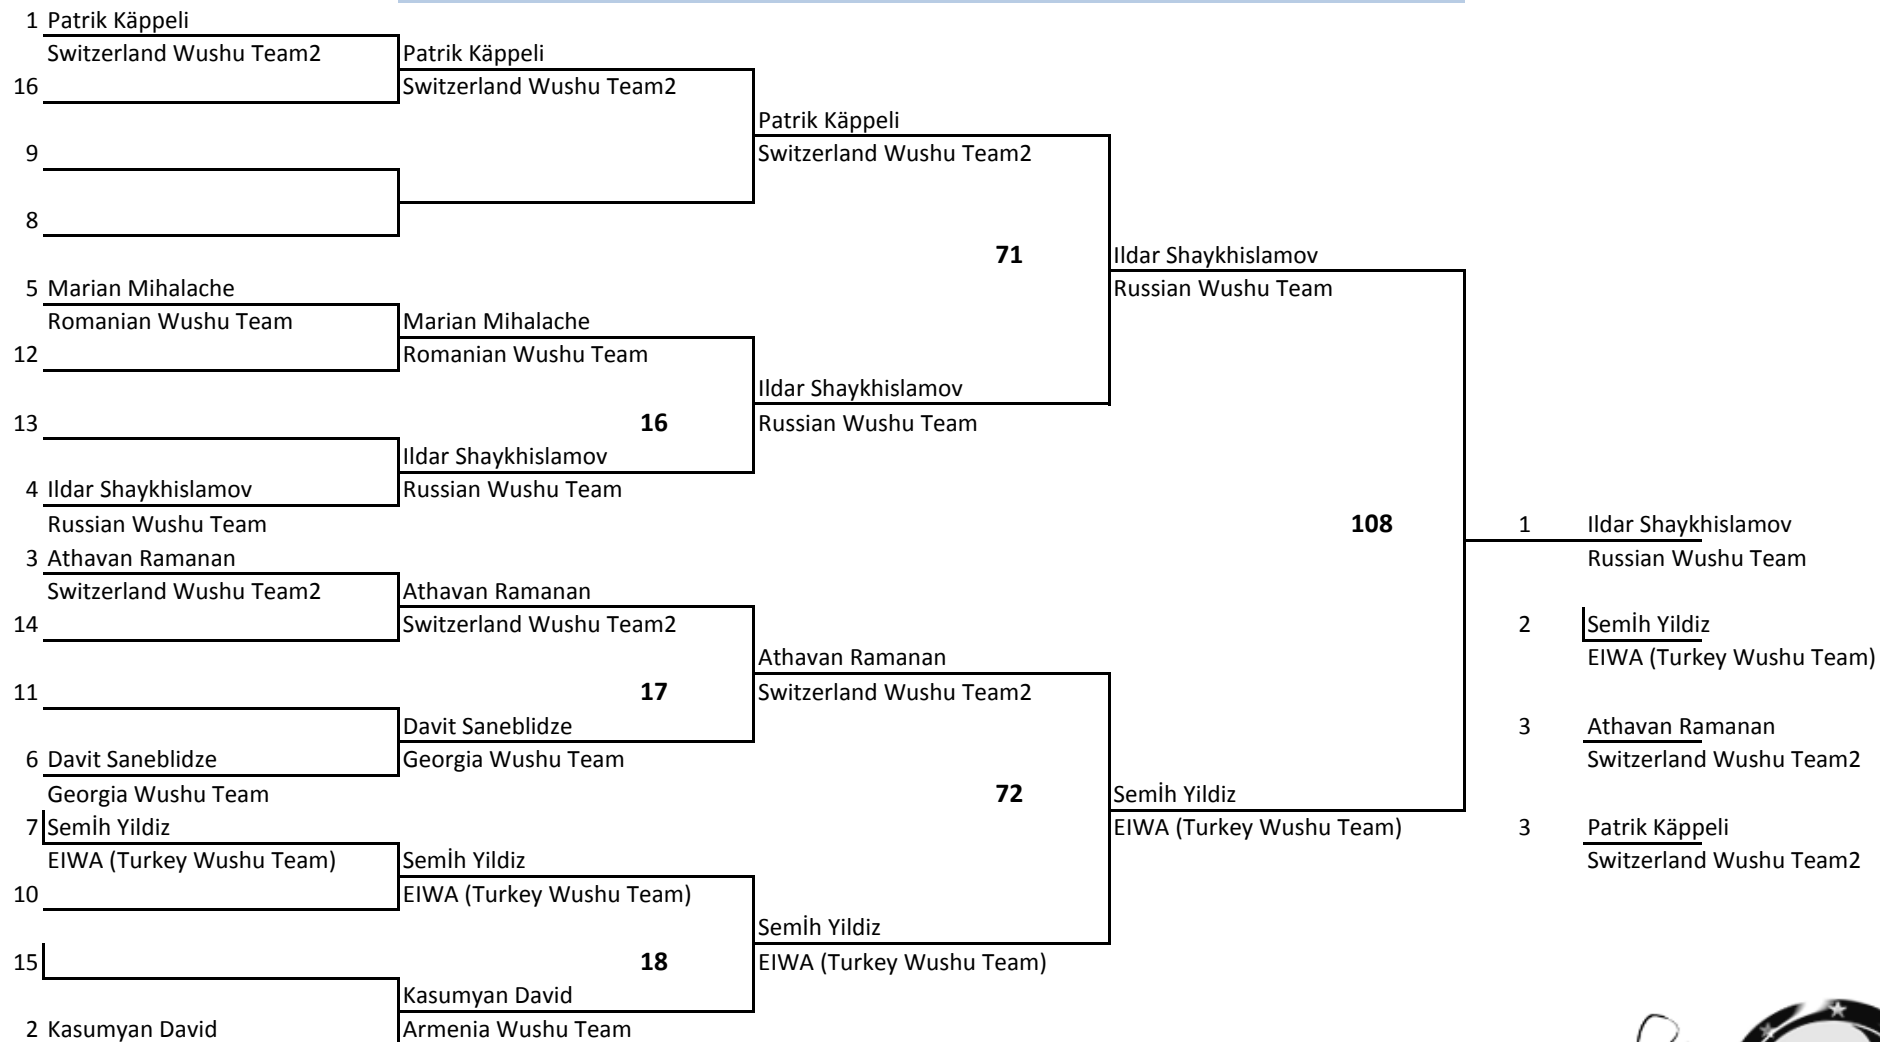 1 Patrik Käppeli
Switzerland Wushu Team2 Patrik Käppeli
16 Switzerland Wushu Team2
Patrik Käppeli
9 Switzerland Wushu Team2
8
71 Ildar Shaykhislamov
5 Marian Mihalache Russian Wushu Team
Romanian Wushu Team Marian Mihalache
12 Romanian Wushu Team
Ildar Shaykhislamov
13 16 Russian Wushu Team
Ildar Shaykhislamov
4 Ildar Shaykhislamov Russian Wushu Team
Russian Wushu Team 108 1 Ildar Shaykhislamov
3 Athavan Ramanan Russian Wushu Team
Switzerland Wushu Team2 Athavan Ramanan
14 Switzerland Wushu Team2 2 Semİh Yildiz
Athavan Ramanan EIWA (Turkey Wushu Team)
11 17 Switzerland Wushu Team2
Davit Saneblidze 3 Athavan Ramanan
6 Davit Saneblidze Georgia Wushu Team Switzerland Wushu Team2
Georgia Wushu Team 72 Semİh Yildiz
7 Semİh Yildiz EIWA (Turkey Wushu Team) 3 Patrik Käppeli
EIWA (Turkey Wushu Team) Semİh Yildiz Switzerland Wushu Team2
10 EIWA (Turkey Wushu Team)
Semİh Yildiz
15 18 EIWA (Turkey Wushu Team)
Kasumyan David
2 Kasumyan David Armenia Wushu Team